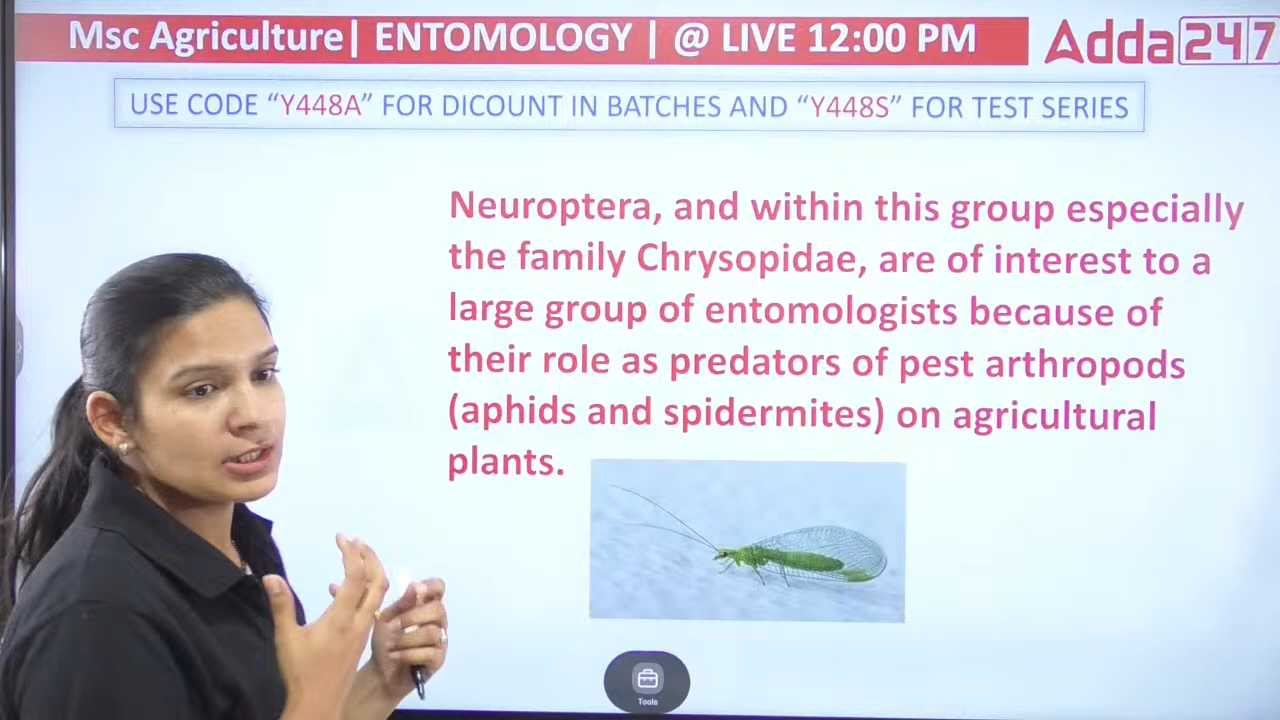 Msc Agriculture| ENTOMOLOGY | @ LIVE 12:00 PM
Adda 247
USE CODE “Y448A” FOR DICOUNT IN BATCHES AND “Y448S” FOR TEST SERIES
Neuroptera, and within this group especially
the family Chrysopidae, are of interest to a
large group of entomologists because of
their role as predators of pest arthropods
(aphids and spidermites) on agricultural
plants.
Tools